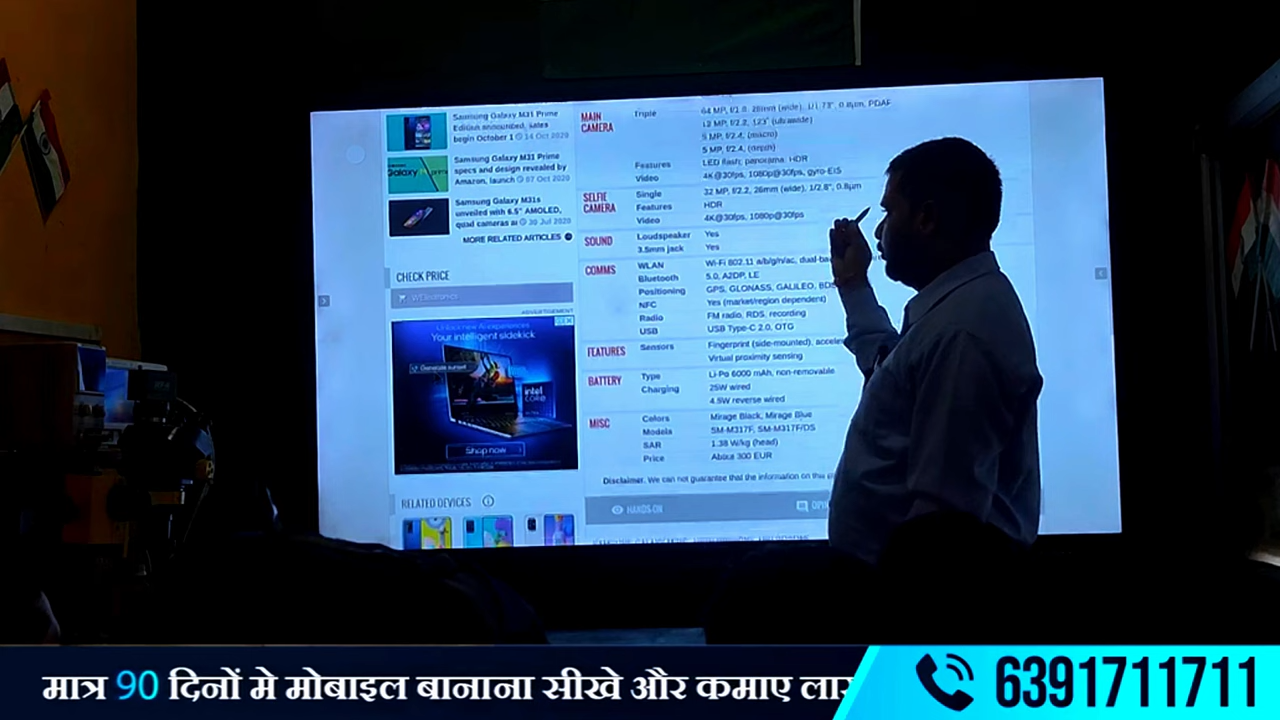 Samsung Galaxy M31 Prime
Edition announced, sales
begin October 1 14 Oct 2020
Samsung Galaxy M31 Prime
specs and design revealed by
Amazon, launch 07 Oct 2020
Samsung Galaxy M31s
unveiled with 6.5" AMOLED,
quad cameras a 30 Jul 2020
MORE RELATED ARTICLES
CHECK PRICE
ADVERTISEMENT
Unlock new AI experiences
Your intelligent sidekick
Generate sunset
intel
CORE
Shop now
RELATED DEVICES
MAIN CAMERA
Triple
64 MP, f/1.8, 26mm (wide), 1/1.73", 0.8µm, PDAF
12 MP, f/2.2, 123° (ultrawide)
5 MP, f/2.4, (macro)
5 MP, f/2.4, (depth)
Features LED flash, panorama, HDR
Video 4K@30fps, 1080p@30fps, gyro-EIS
SELFIE CAMERA
Single 32 MP, f/2.2, 26mm (wide), 1/2.8", 0.8µm
Features HDR
Video 4K@30fps, 1080p@30fps
SOUND Loudspeaker Yes
3.5mm jack Yes
COMMS WLAN Wi-Fi 802.11 a/b/g/n/ac, dual-ba
Bluetooth 5.0, A2DP, LE
Positioning GPS, GLONASS, GALILEO, BDS
NFC Yes (market/region dependent)
Radio FM radio, RDS, recording
USB USB Type-C 2.0, OTG
FEATURES Sensors Fingerprint (side-mounted), accele
Virtual proximity sensing
BATTERY Type Li-Po 6000 mAh, non-removable
Charging 25W wired
4.5W reverse wired
MISC Colors Mirage Black, Mirage Blue
Models SM-M317F, SM-M317F/DS
SAR 1.38 W/kg (head)
Price About 300 EUR
Disclaimer. We can not guarantee that the information on this
HANDS-ON OPIN
मात्र 90 दिनों मे मोबाइल बानाना सीखे और कमाए ला
6391711711